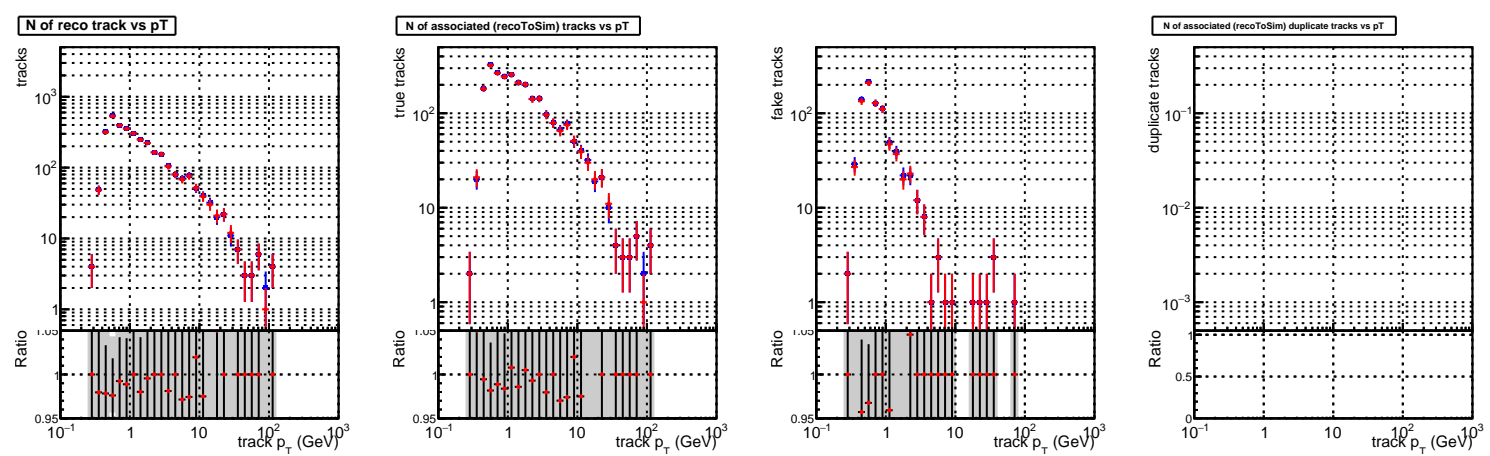 N of reco track vs pT
tracks
10³
10²
10
1
Ratio
1.05
1
0.95
10⁻¹ 1 10 10² 10³
track p_T (GeV)
N of associated (recoToSim) tracks vs pT
true tracks
10²
10
1
Ratio
1.05
1
0.95
10⁻¹ 1 10 10² 10³
track p_T (GeV)
fake tracks
10²
10
1
Ratio
1.05
1
0.95
10⁻¹ 1 10 10² 10³
track p_T (GeV)
N of associated (recoToSim) duplicate tracks vs pT
duplicate tracks
10⁻¹
10⁻²
10⁻³
Ratio
1
0.5
0
10⁻¹ 1 10 10² 10³
track p_T (GeV)